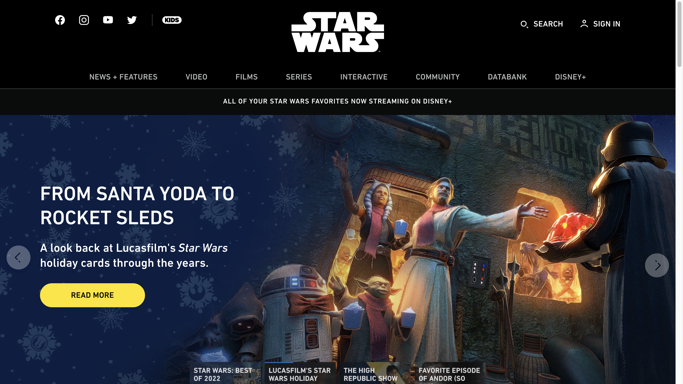 KIDS
STAR
WARS
SEARCH
SIGN IN
NEWS + FEATURES
VIDEO
FILMS
SERIES
INTERACTIVE
COMMUNITY
DATABANK
DISNEY+
ALL OF YOUR STAR WARS FAVORITES NOW STREAMING ON DISNEY+
FROM SANTA YODA TO
ROCKET SLEDS
A look back at Lucasfilm's Star Wars
holiday cards through the years.
READ MORE
STAR WARS: BEST
OF 2022
LUCASFILM'S STAR
WARS HOLIDAY
THE HIGH
REPUBLIC SHOW
FAVORITE EPISODE
OF ANDOR (SO